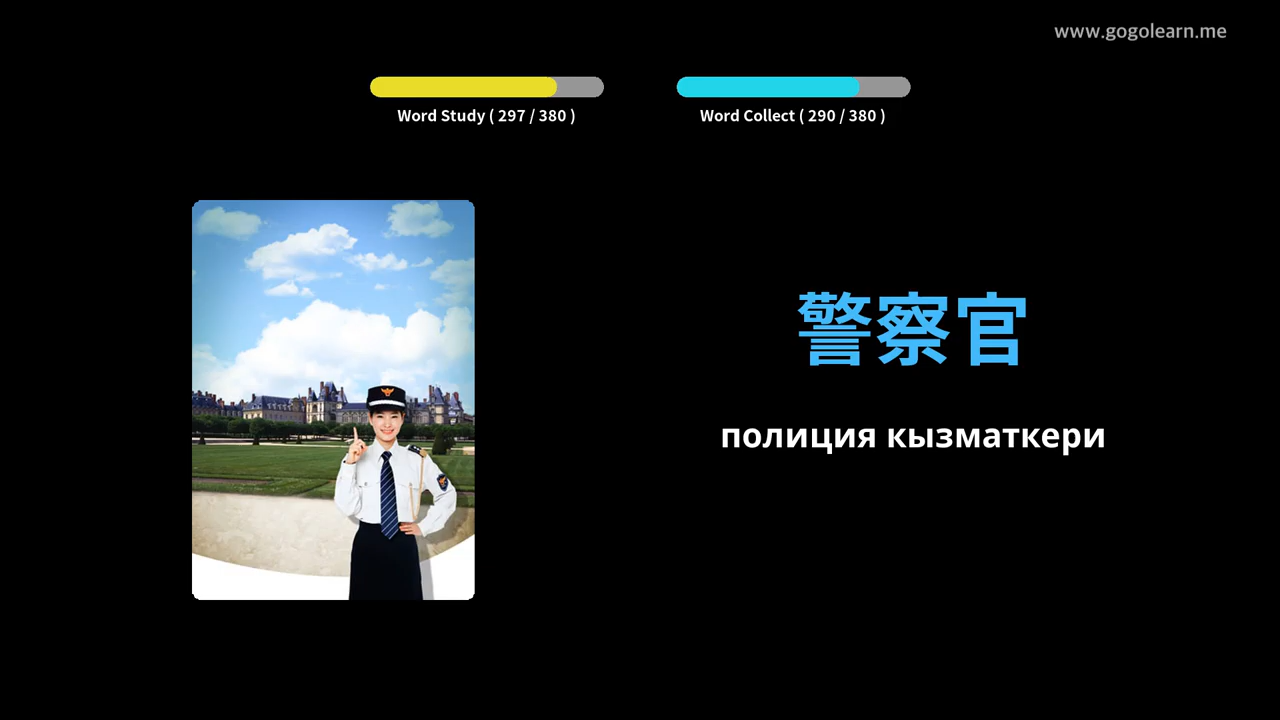 www.gogolearn.me
Word Study ( 297 / 380 )
Word Collect ( 290 / 380 )
警察官
полиция кызматкери